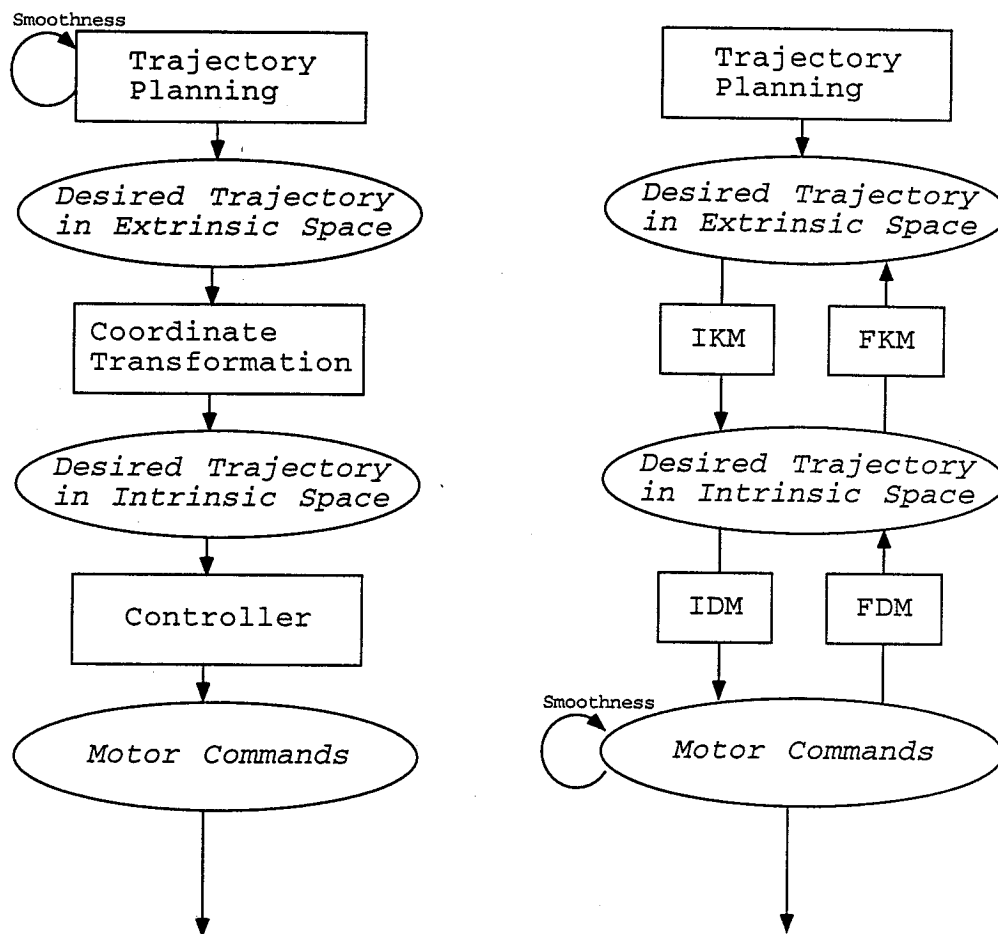 Smoothness
Trajectory
Planning
Desired Trajectory
in Extrinsic Space
Coordinate
Transformation
Desired Trajectory
in Intrinsic Space
Controller
Motor Commands
Trajectory
Planning
Desired Trajectory
in Extrinsic Space
IKM
FKM
Desired Trajectory
in Intrinsic Space
IDM
FDM
Smoothness
Motor Commands